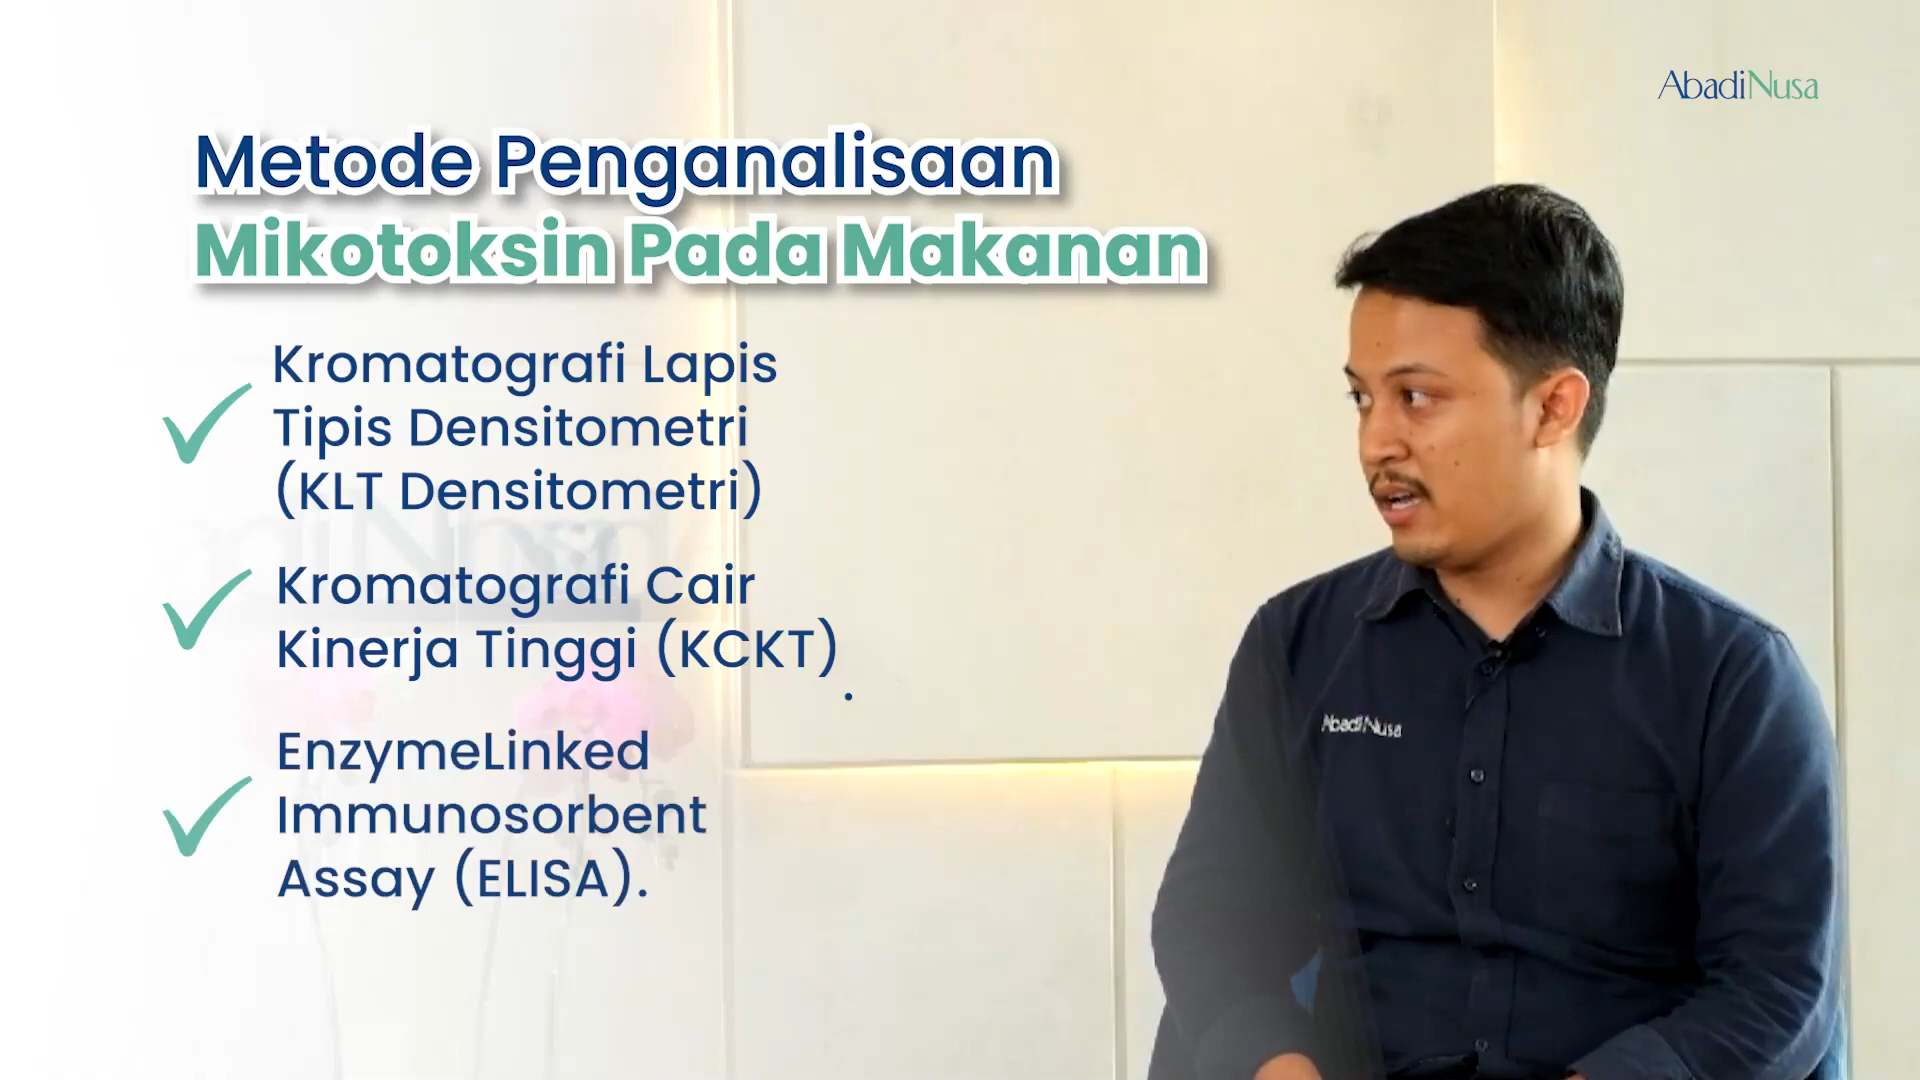 AbadiNusa
Metode Penganalisaan
Mikotoksin Pada Makanan
Kromatografi Lapis
Tipis Densitometri
(KLT Densitometri)
Kromatografi Cair
Kinerja Tinggi (KCKT)
.
EnzymeLinked
Immunosorbent
Assay (ELISA).
AbadiNusa